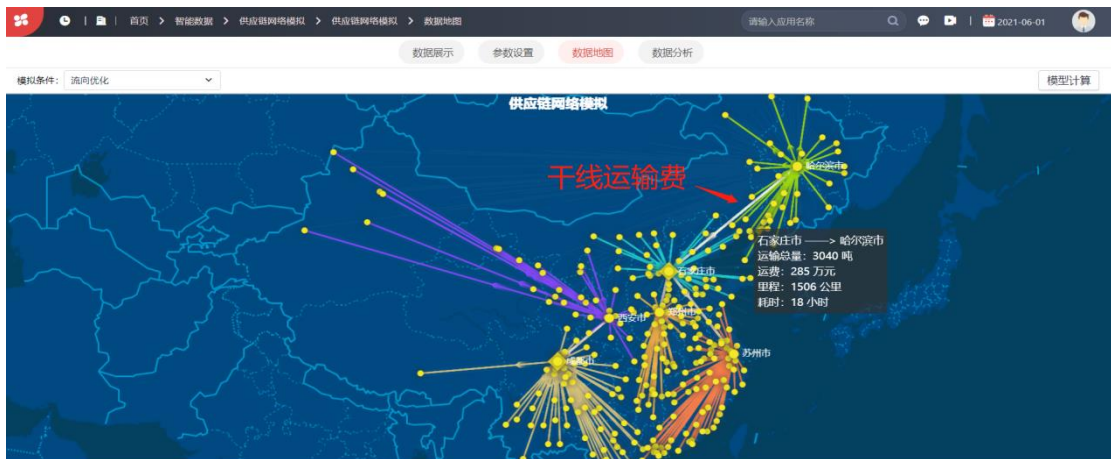 首页 > 智能数据 > 供应链网络模拟 > 供应链网络模拟 > 数据地图
请输入应用名称
2021-06-01
数据展示 参数设置 数据地图 数据分析
模拟条件: 流向优化
模型计算
供应链网络模拟
干线运输费
哈尔滨市
石家庄市 ——> 哈尔滨市
运输总量: 3040 吨
运费: 285 万元
里程: 1506 公里
耗时: 18 小时
石家庄市
西安市
郑州市
苏州市
成都市